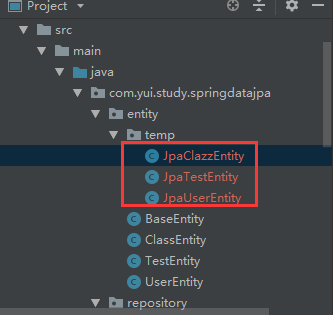 Project
src
main
java
com.yui.study.springdatajpa
entity
temp
JpaClazzEntity
JpaTestEntity
JpaUserEntity
BaseEntity
ClassEntity
TestEntity
UserEntity
repository